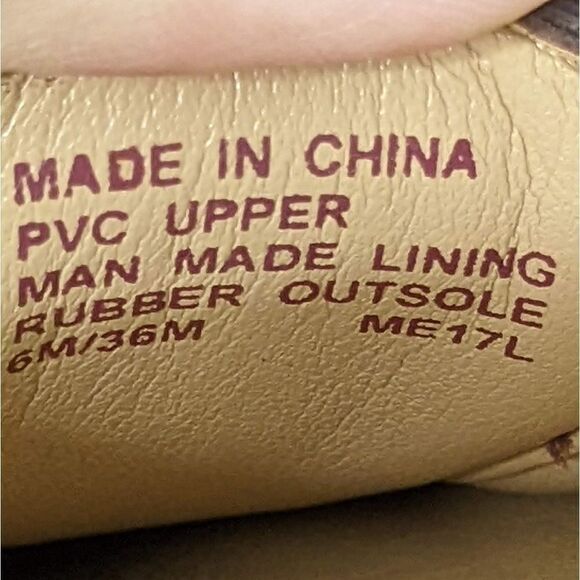 MADE IN CHINA
PVC UPPER
MAN MADE LINING
RUBBER OUTSOLE
6M/36M ME17L